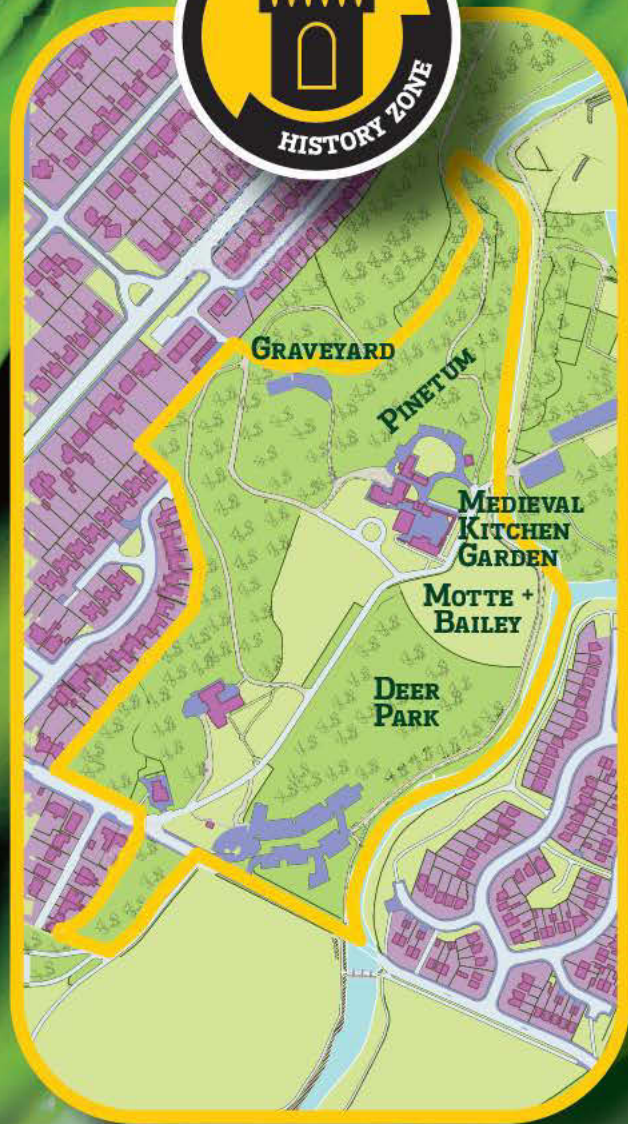 HISTORY ZONE
GRAVEYARD
PINETUM
MEDIEVAL
KITCHEN
GARDEN
MOTTE +
BAILEY
DEER
PARK